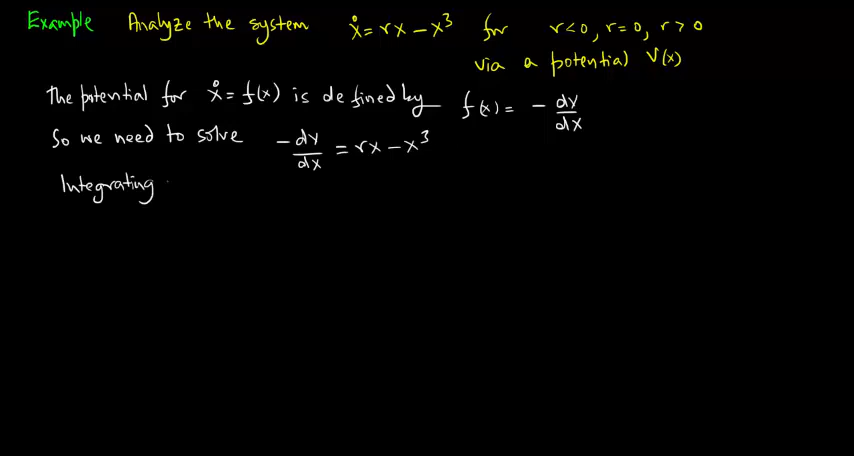 Example Analyze the system ẋ = rx - x³ for r<0, r=0, r>0
via a potential V(x)
The potential for ẋ = f(x) is defined by f(x) = - dV/dx
So we need to solve - dV/dx = rx - x³
Integrating